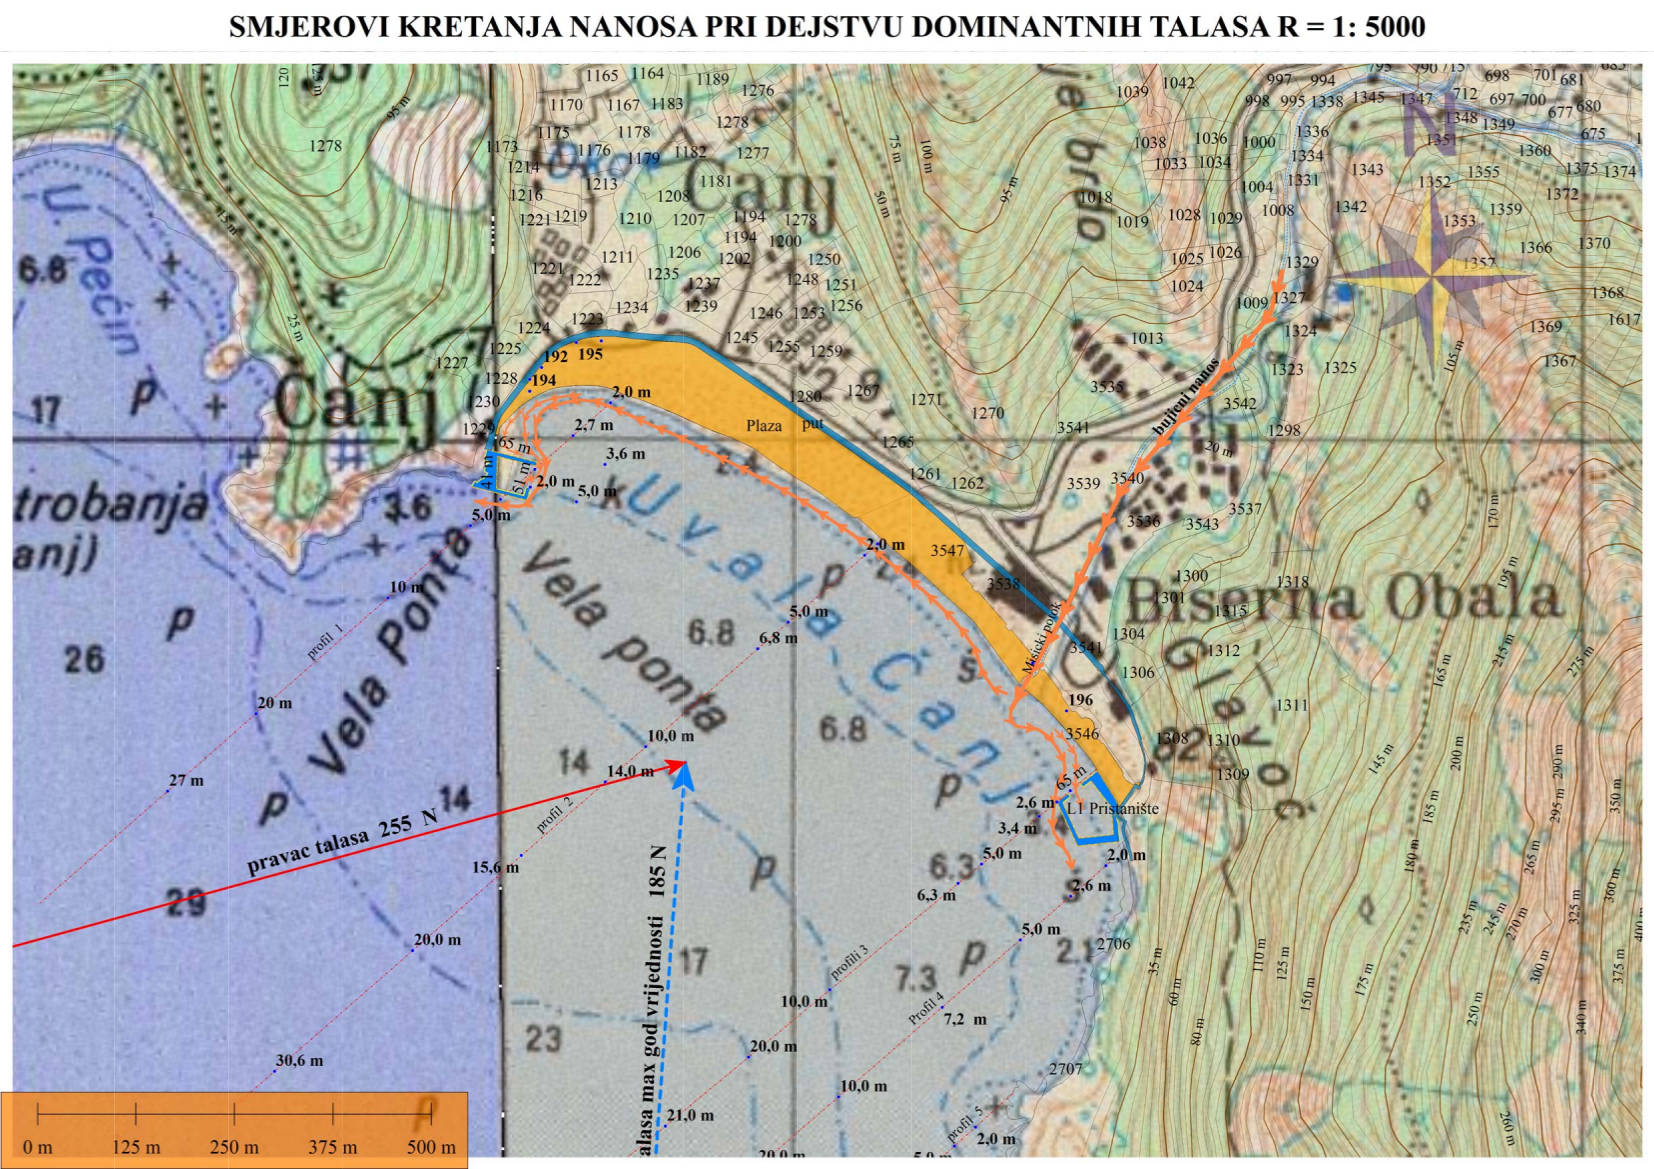 SMJEROVI KRETANJA NANOSA PRI DEJSTVU DOMINANTNIH TALASA R = 1: 5000
1165 1164 1189 1276
1170 1167 1183
1278
1175 1178
1173 1176 1179 1182 1277
1214 1213 1181
1216 1208
1221 1219 1210 1207 1194 1278
1194 1200
1211 1206 1202 1250
1221 1222 1235 1237 1248 1251
1234 1239 1246 1253 1256
1224 1223 1245 1255 1259
1225 1227 1228 1230
192 195
194
1278
120
95 m
45 m
25 m
75 m
100 m
50 m
95 m
Čanj
U. Pećin
6.8
17
P
Čanj
trobanja
anj)
3.6
26
P
Vela Ponta
14
29
P
1280 1267 1271 1270
1265
1261 1262
Plaza put
2,0 m
2,7 m
3,6 m
5,0 m
65 m
51 m
2,0 m
5,0 m
10 m
profil 1
20 m
27 m
Uvala Čanj
Vela ponta
6.8
6.8
14
17
23
2,0 m
5,0 m
6,8 m
10,0 m
14,0 m
profil 2
15,6 m
20,0 m
30,6 m
pravac talasa 255 N
alasa max god vrijednosti 185 N
21,0 m
20,0 m
1039 1042
1038 1036 1000
1033 1034
1018 1004
1019 1028 1029 1008
1025 1026
1024 1009
1013
997 994 795 790 715 698 701 681
998 995 1338 1345 1347 712 697 700 680
1348 1349 677
1336 1351 675
1334 1343 1360
1331 1352 1355 1375 1374
1342 1359 1372
1353
1366 1370
1329 1357
1327 1368
1324 1369 1617
1323 1325 1367
N
brdo
bujicni nanos
3535 3542
3541 1298
20 m
3539 3540
3536 3543 3537
3547
3538
Misicki potok
3541
Biserna Obala
1300 1318
1301 1315
1304
1312
1306
1311
1308 1310
1309
Glavoč
196
3546
65 m
L1 Pristanište
2,6 m
3,4 m
5,0 m
6.3
6,3 m
2,0 m
2,6 m
5,0 m
profili 3
10,0 m
20,0 m
7.3
2.1
2706
Profil 4
7,2 m
10,0 m
2707
profil 5
2,0 m
5,0 m
105 m
170 m
195 m
165 m
215 m
275 m
145 m
200 m
290 m
185 m
295 m
350 m
180 m
265 m
360 m
235 m
245 m
270 m
325 m
400
35 m
110 m
125 m
60 m
150 m
175 m
300 m
375 m
250 m
340 m
80 m
260 m
0 m 125 m 250 m 375 m 500 m